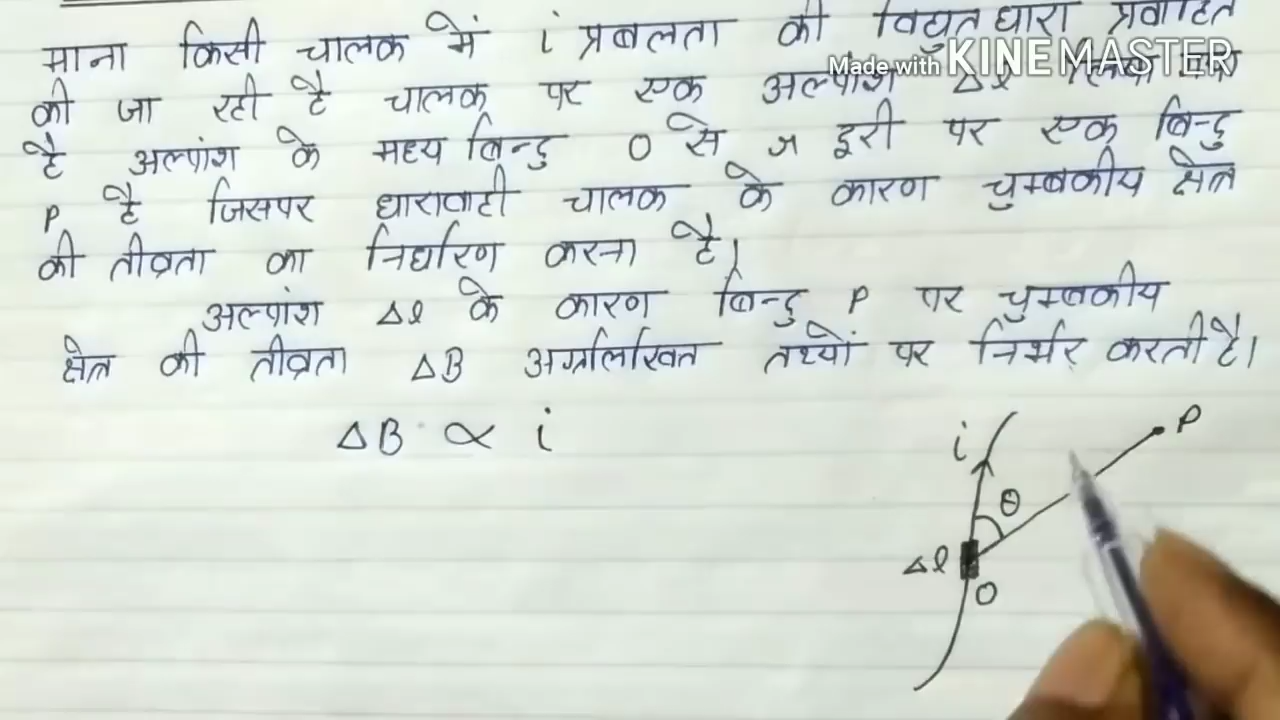 माना किसी चालक में i प्रबलता की विद्युत धारा प्रवाहित
Made with KINEMASTER
की जा रही है चालक पर एक अल्पांश Δl
है अल्पांश के मध्य बिन्दु O से r दूरी पर एक बिन्दु
P है जिसपर धारावाही चालक के कारण चुम्बकीय क्षेत्र
की तीव्रता का निर्धारण करना है।
अल्पांश Δl के कारण बिन्दु P पर चुम्बकीय
क्षेत्र की तीव्रता ΔB अग्रलिखित तथ्यों पर निर्भर करती है।
ΔB ∝ i
i
P
θ
Δl
O